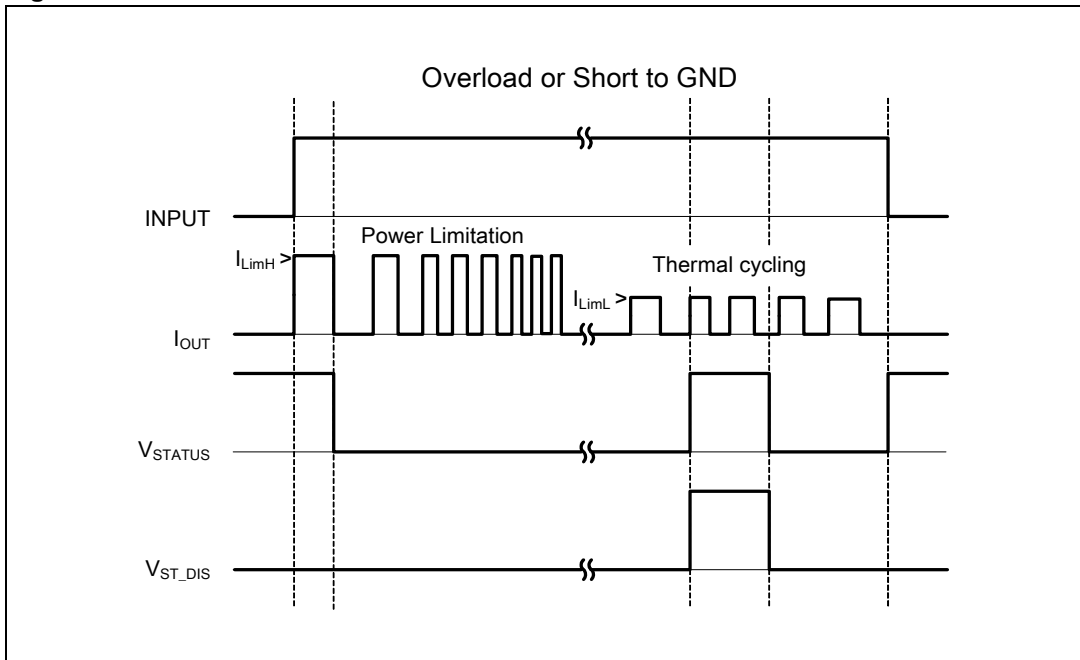 Overload or Short to GND
INPUT
Power Limitation
I_LimH >
Thermal cycling
I_LimL >
I_OUT
V_STATUS
V_ST_DIS